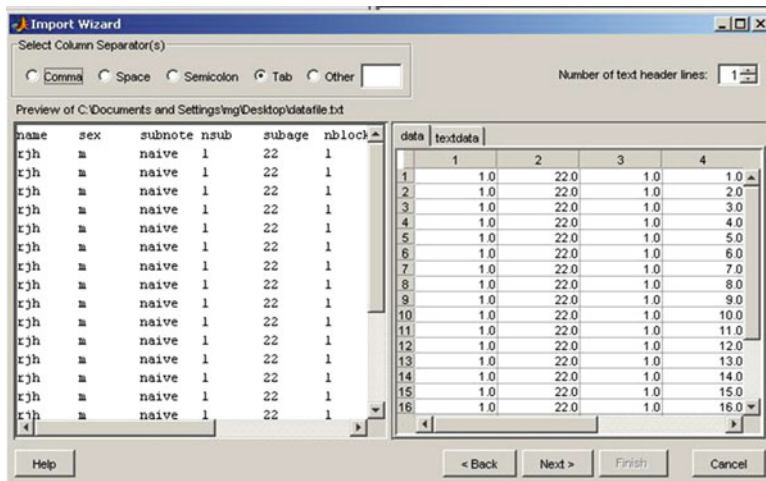 Import Wizard
Select Column Separator(s)
Comma Space Semicolon Tab Other
Number of text header lines: 1
Preview of C:\Documents and Settings\mg\Desktop\datafile.txt
name sex subnote nsub subage nblock
rjh m naive 1 22 1
rjh m naive 1 22 1
rjh m naive 1 22 1
rjh m naive 1 22 1
rjh m naive 1 22 1
rjh m naive 1 22 1
rjh m naive 1 22 1
rjh m naive 1 22 1
rjh m naive 1 22 1
rjh m naive 1 22 1
rjh m naive 1 22 1
rjh m naive 1 22 1
rjh m naive 1 22 1
rjh m naive 1 22 1
data textdata
1 2 3 4
1 1.0 22.0 1.0 1.0
2 1.0 22.0 1.0 2.0
3 1.0 22.0 1.0 3.0
4 1.0 22.0 1.0 4.0
5 1.0 22.0 1.0 5.0
6 1.0 22.0 1.0 6.0
7 1.0 22.0 1.0 7.0
8 1.0 22.0 1.0 8.0
9 1.0 22.0 1.0 9.0
10 1.0 22.0 1.0 10.0
11 1.0 22.0 1.0 11.0
12 1.0 22.0 1.0 12.0
13 1.0 22.0 1.0 13.0
14 1.0 22.0 1.0 14.0
15 1.0 22.0 1.0 15.0
16 1.0 22.0 1.0 16.0
Help
< Back Next > Finish Cancel